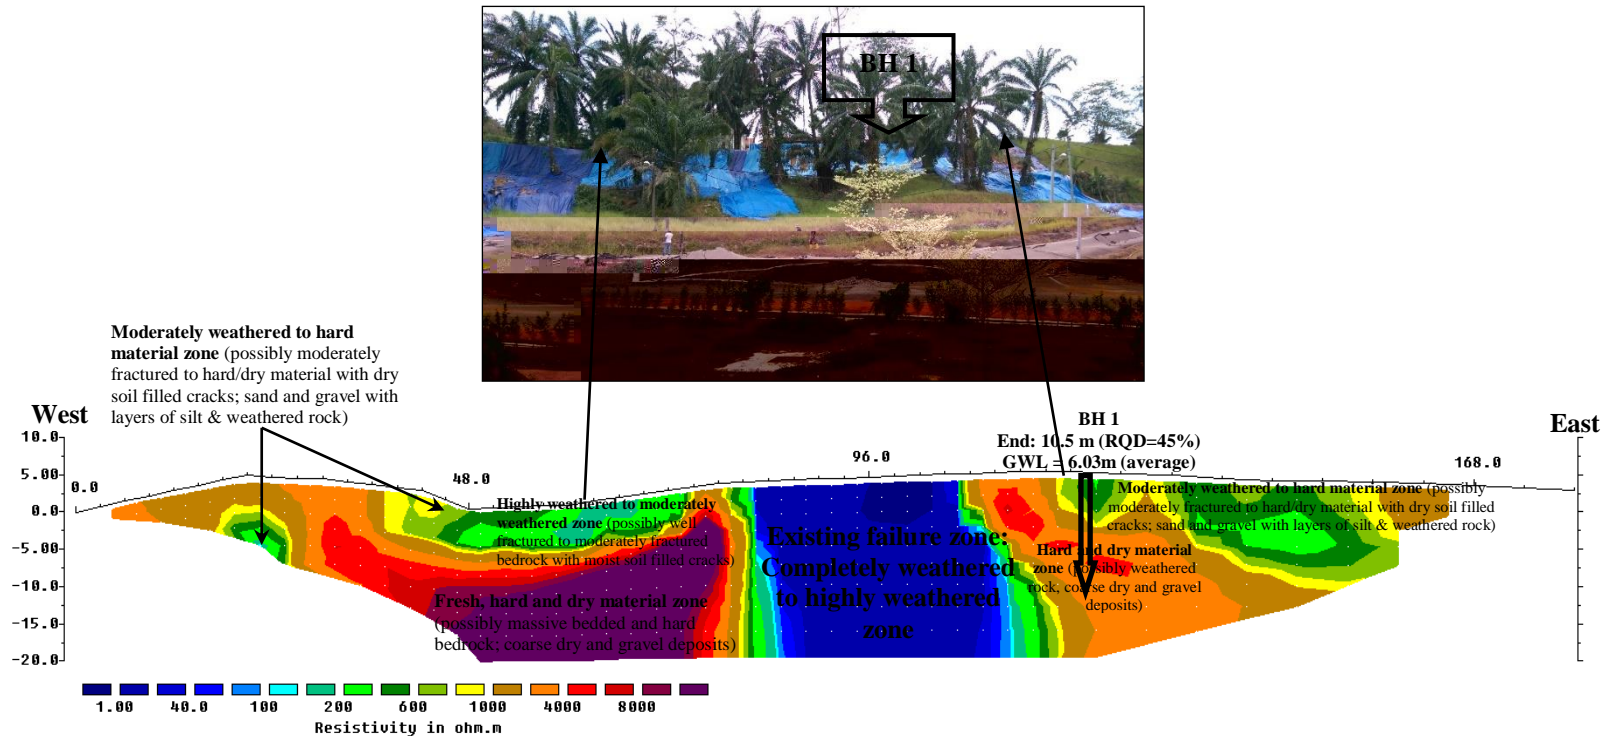 BH 1
Moderately weathered to hard
material zone (possibly moderately
fractured to hard/dry material with dry
soil filled cracks; sand and gravel with
layers of silt & weathered rock)
West
East
BH 1
End: 10.5 m (RQD=45%)
GWL = 6.03m (average)
10.0
5.00
0.0
-5.00
-10.0
-15.0
-20.0
0.0
48.0
96.0
168.0
Highly weathered to moderately
weathered zone (possibly well
fractured to moderately fractured
bedrock with moist soil filled cracks)
Moderately weathered to hard material zone (possibly
moderately fractured to hard/dry material with dry soil filled
cracks; sand and gravel with layers of silt & weathered rock)
Existing failure zone:
Completely weathered
to highly weathered
zone
Hard and dry material
zone (possibly weathered
rock, coarse dry and gravel
deposits)
Fresh, hard and dry material zone
(possibly massive bedded and hard
bedrock; coarse dry and gravel deposits)
1.00 40.0 100 200 600 1000 4000 8000
Resistivity in ohm.m